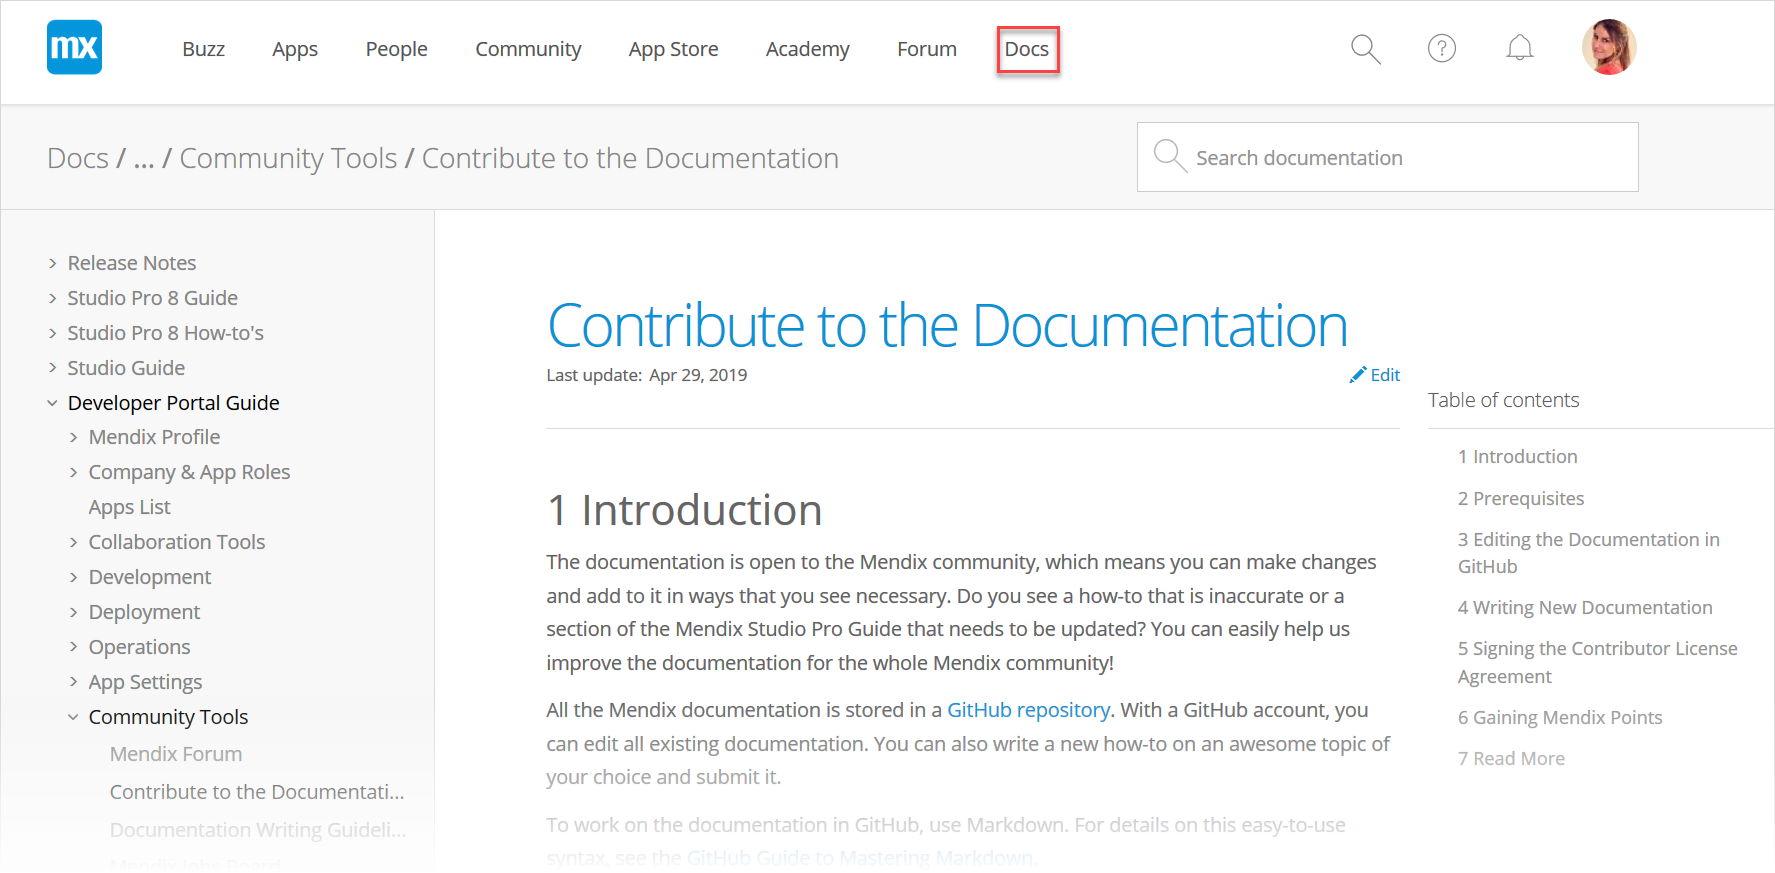 mx
Buzz Apps People Community App Store Academy Forum Docs
?
Docs / ... / Community Tools / Contribute to the Documentation
Search documentation
Release Notes
Studio Pro 8 Guide
Studio Pro 8 How-to's
Studio Guide
Developer Portal Guide
Mendix Profile
Company & App Roles
Apps List
Collaboration Tools
Development
Deployment
Operations
App Settings
Community Tools
Mendix Forum
Contribute to the Documentati...
Documentation Writing Guideli...
Mendix Jobs Board
Contribute to the Documentation
Last update: Apr 29, 2019
Edit
1 Introduction
The documentation is open to the Mendix community, which means you can make changes
and add to it in ways that you see necessary. Do you see a how-to that is inaccurate or a
section of the Mendix Studio Pro Guide that needs to be updated? You can easily help us
improve the documentation for the whole Mendix community!
All the Mendix documentation is stored in a GitHub repository. With a GitHub account, you
can edit all existing documentation. You can also write a new how-to on an awesome topic of
your choice and submit it.
To work on the documentation in GitHub, use Markdown. For details on this easy-to-use
syntax, see the GitHub Guide to Mastering Markdown.
Table of contents
1 Introduction
2 Prerequisites
3 Editing the Documentation in
GitHub
4 Writing New Documentation
5 Signing the Contributor License
Agreement
6 Gaining Mendix Points
7 Read More